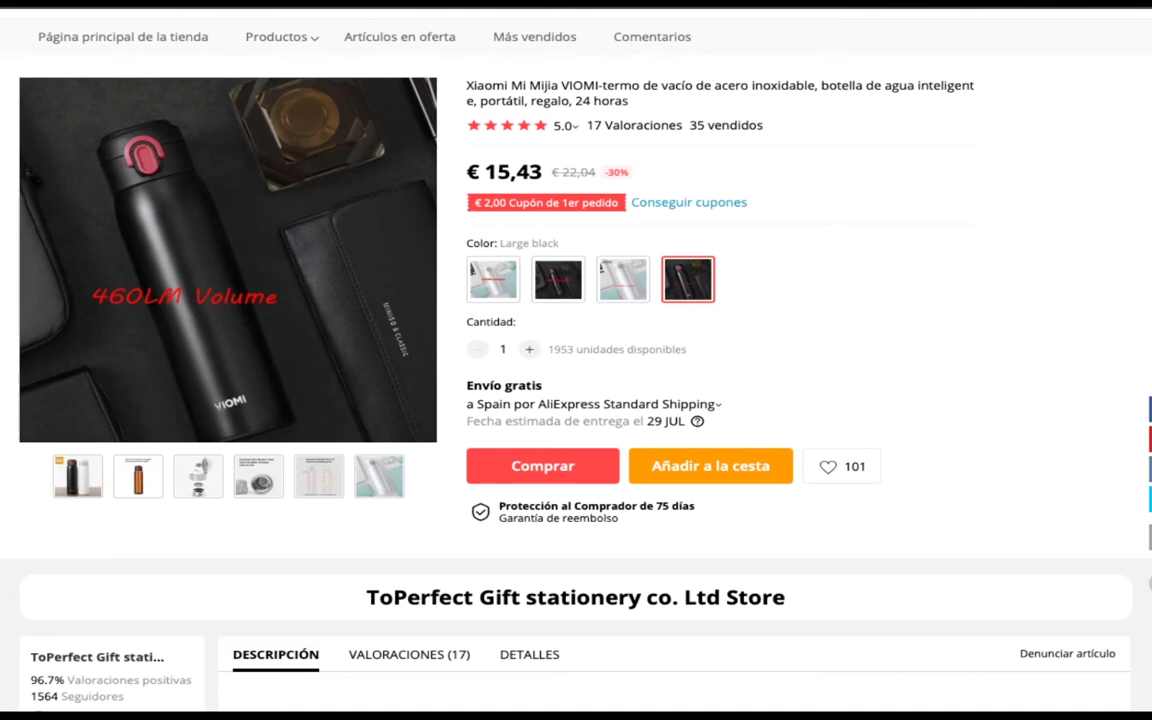 Página principal de la tienda
Productos
Artículos en oferta
Más vendidos
Comentarios
Xiaomi Mi Mijia VIOMI-termo de vacío de acero inoxidable, botella de agua inteligent
e, portátil, regalo, 24 horas
5.0 17 Valoraciones 35 vendidos
€ 15,43 € 22,04 -30%
€ 2,00 Cupón de 1er pedido Conseguir cupones
Color: Large black
460LM Volume
MINISO & CLASSIC
VIOMI
Cantidad:
1 + 1953 unidades disponibles
Envío gratis
a Spain por AliExpress Standard Shipping
Fecha estimada de entrega el 29 JUL
Comprar
Añadir a la cesta
101
Protección al Comprador de 75 días
Garantía de reembolso
ToPerfect Gift stationery co. Ltd Store
ToPerfect Gift stati...
96.7% Valoraciones positivas
1564 Seguidores
DESCRIPCIÓN
VALORACIONES (17)
DETALLES
Denunciar artículo